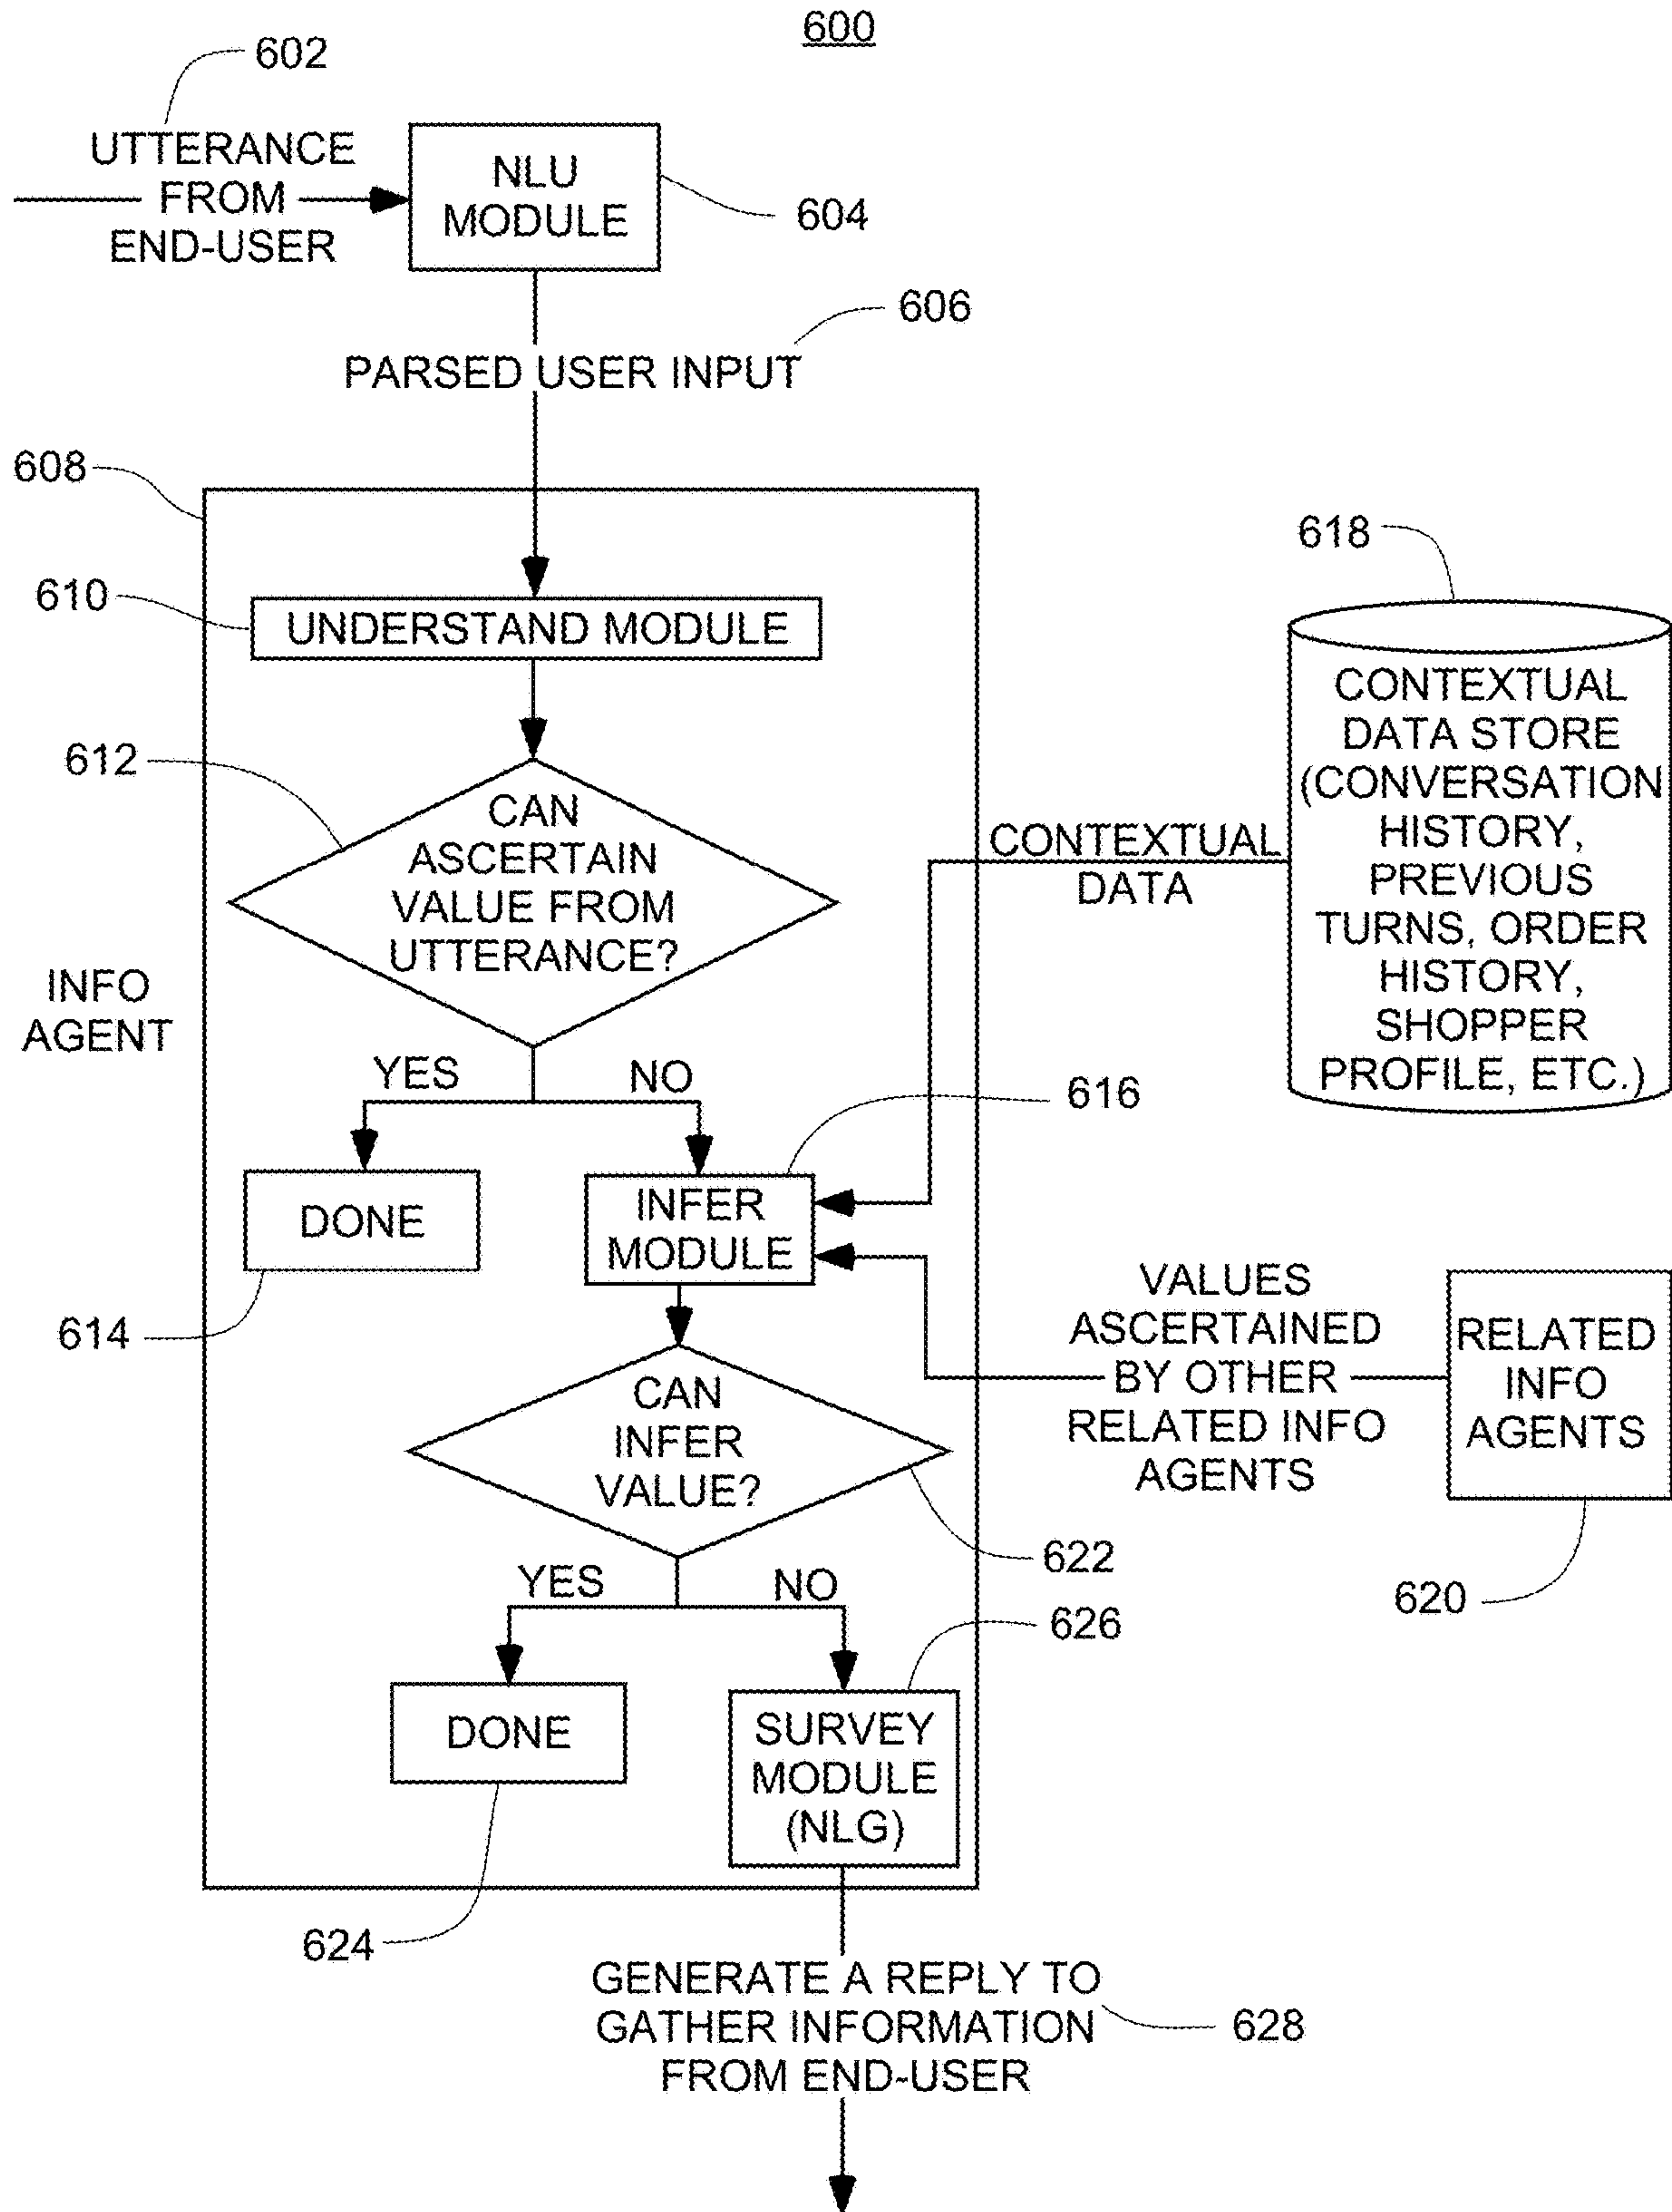 600
602
UTTERANCE
FROM
END-USER
NLU
MODULE
604
606
PARSED USER INPUT
608
610
UNDERSTAND MODULE
612
CAN
ASCERTAIN
VALUE FROM
UTTERANCE?
INFO
AGENT
618
CONTEXTUAL
DATA STORE
(CONVERSATION
HISTORY,
PREVIOUS
TURNS, ORDER
HISTORY,
SHOPPER
PROFILE, ETC.)
CONTEXTUAL
DATA
YES
NO
616
DONE
614
INFER
MODULE
VALUES
ASCERTAINED
BY OTHER
RELATED INFO
AGENTS
RELATED
INFO
AGENTS
620
CAN
INFER
VALUE?
622
YES
NO
626
DONE
624
SURVEY
MODULE
(NLG)
GENERATE A REPLY TO
GATHER INFORMATION
FROM END-USER
628